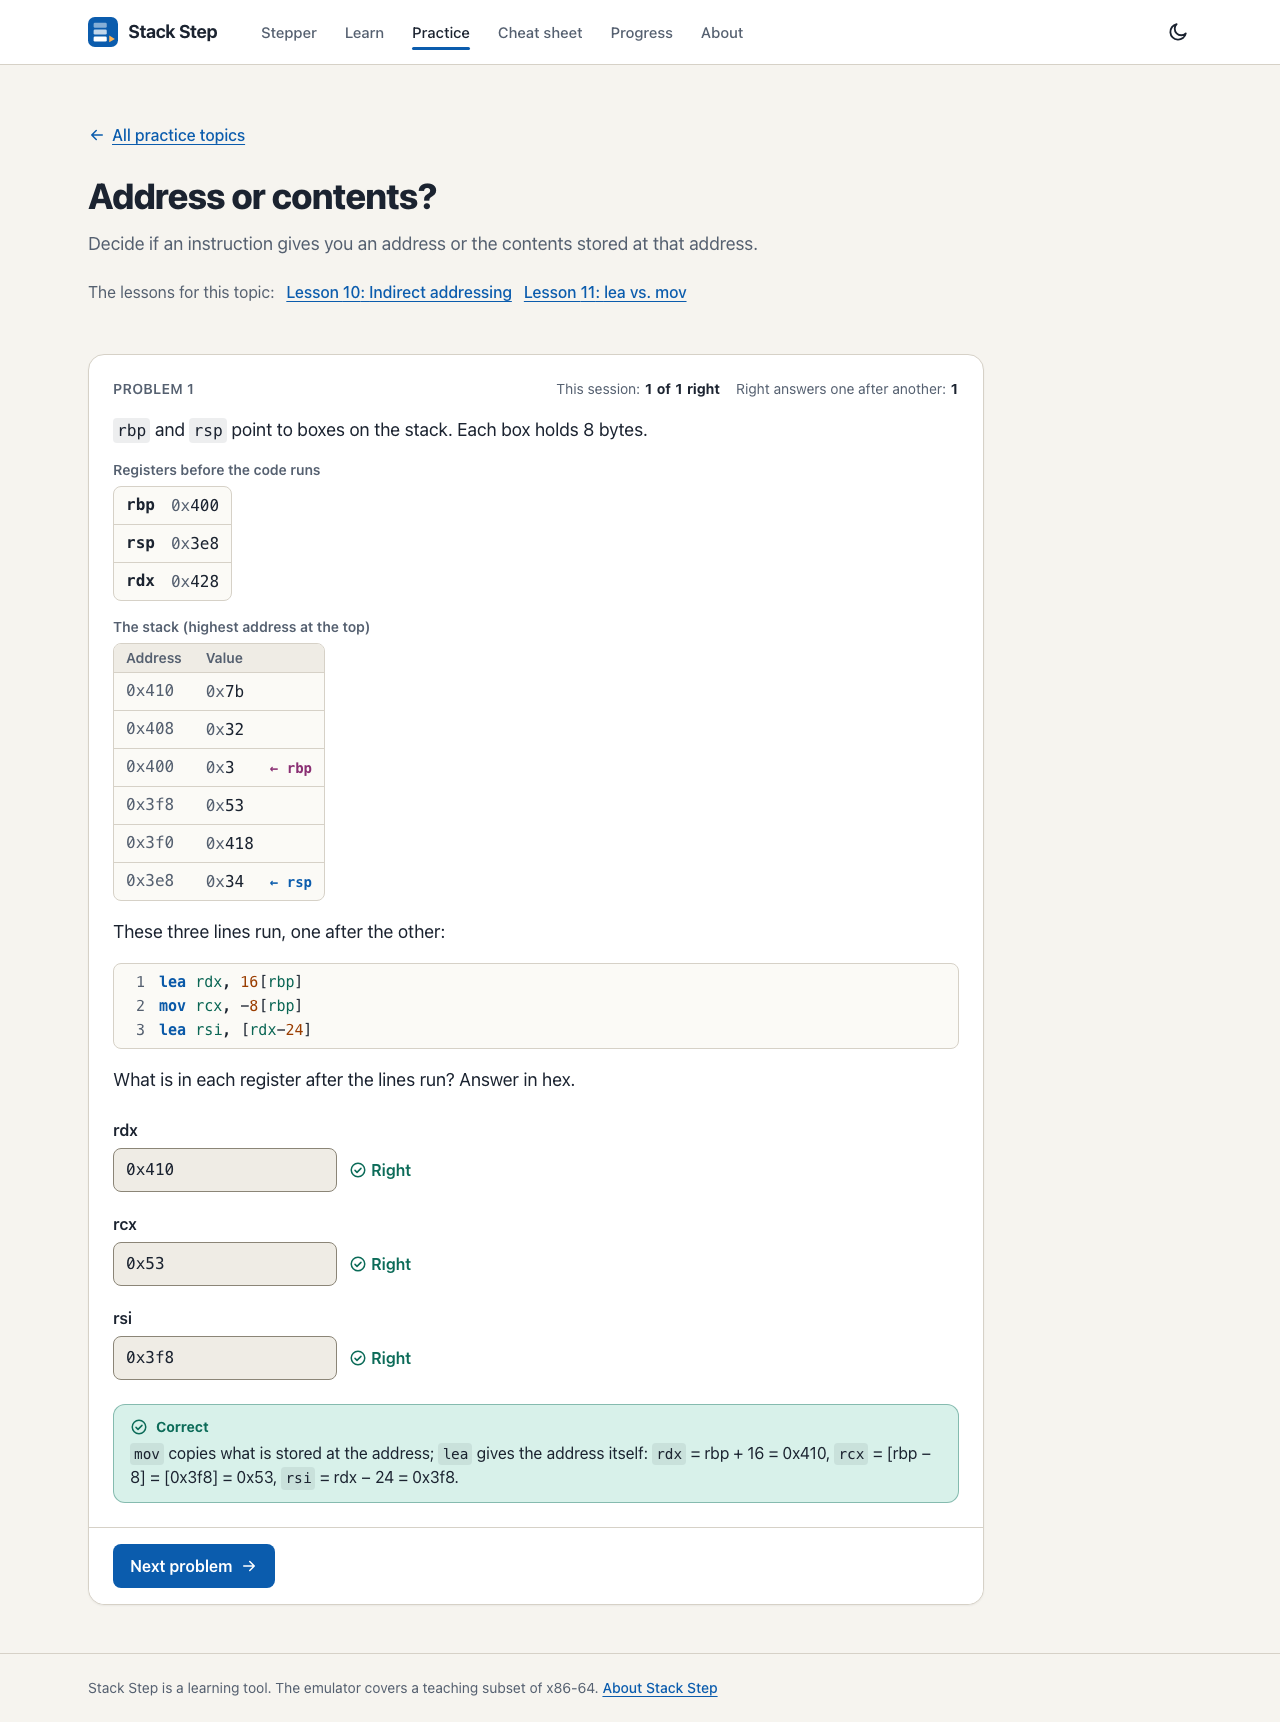 Stack Step
Stepper Learn Practice Cheat sheet Progress About
← All practice topics
Address or contents?
Decide if an instruction gives you an address or the contents stored at that address.
The lessons for this topic: Lesson 10: Indirect addressing Lesson 11: lea vs. mov
PROBLEM 1 This session: 1 of 1 right Right answers one after another: 1
rbp and rsp point to boxes on the stack. Each box holds 8 bytes.
Registers before the code runs
rbp 0x400
rsp 0x3e8
rdx 0x428
The stack (highest address at the top)
Address Value
0x410 0x7b
0x408 0x32
0x400 0x3 ← rbp
0x3f8 0x53
0x3f0 0x418
0x3e8 0x34 ← rsp
These three lines run, one after the other:
1 lea rdx, 16[rbp]
2 mov rcx, -8[rbp]
3 lea rsi, [rdx-24]
What is in each register after the lines run? Answer in hex.
rdx
0x410 Right
rcx
0x53 Right
rsi
0x3f8 Right
Correct
mov copies what is stored at the address; lea gives the address itself: rdx = rbp + 16 = 0x410, rcx = [rbp −
8] = [0x3f8] = 0x53, rsi = rdx − 24 = 0x3f8.
Next problem →
Stack Step is a learning tool. The emulator covers a teaching subset of x86-64. About Stack Step